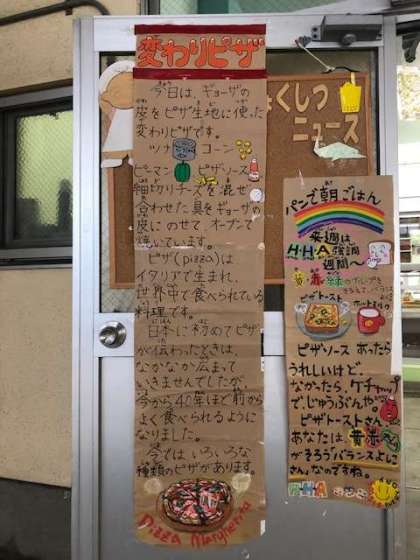 変わりピザ
今日は、ギョーザの
皮をピザ生地に使った
変わりピザです。
ツナ コーン
ピーマン ピザソース
細切りチーズを混ぜ
合わせた具をギョーザの
皮にのせて、オーブンで
焼いています。
ピザ(pizza)は
イタリアで生まれ、
世界中で食べられている
料理です。
日本に初めてピザ
が伝わったときは、
なかなか広まって
いきませんでしたが、
今から40年ほど前から
よく食べられるように
なりました。
今ではいろいろな
種類のピザがあります。
Pizza Margherita
くしつ
ニュース
パンで朝ごはん
来週は
HHA強調
週間〜
黄赤緑のグループを
ピザトースト
ピザソース あったら
うれしいけど、
なかったら、ケチャップ
で、じゅうぶんや。
ピザトーストさん、
あなたは、黄赤
がそろうバランスよし
さん、なのですね。
HHA